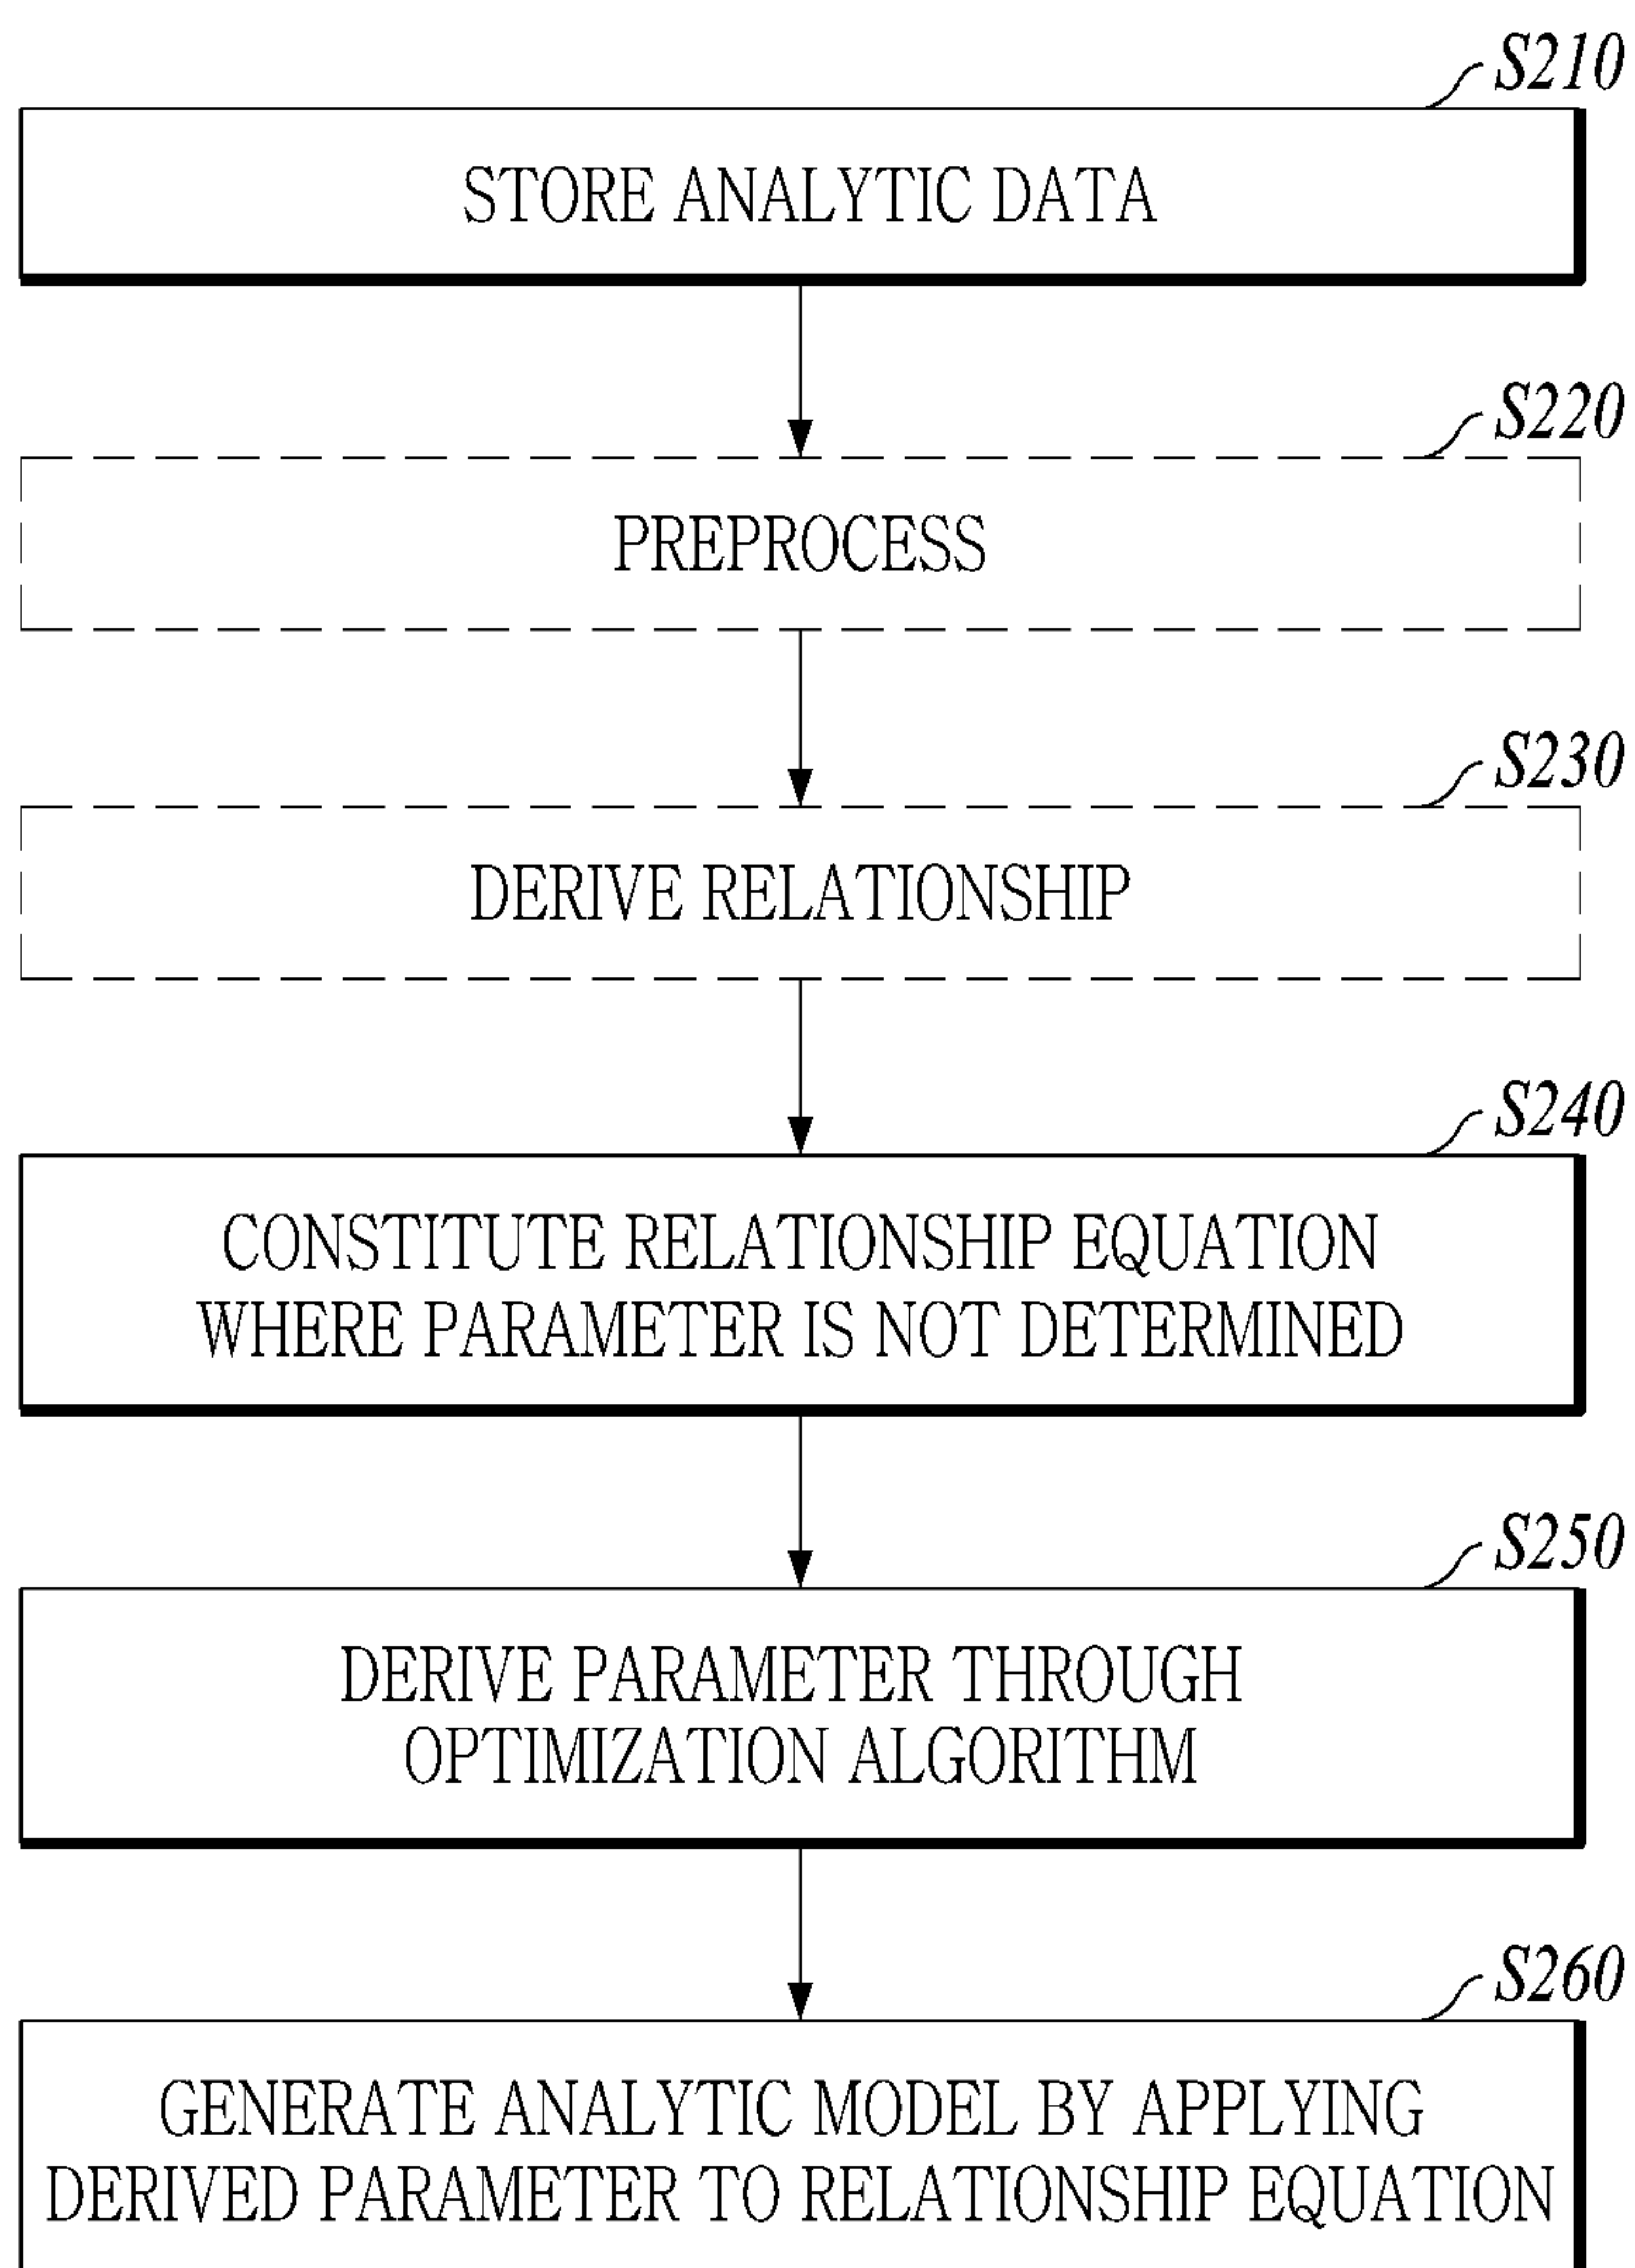 S210
STORE ANALYTIC DATA
S220
PREPROCESS
S230
DERIVE RELATIONSHIP
S240
CONSTITUTE RELATIONSHIP EQUATION
WHERE PARAMETER IS NOT DETERMINED
S250
DERIVE PARAMETER THROUGH
OPTIMIZATION ALGORITHM
S260
GENERATE ANALYTIC MODEL BY APPLYING
DERIVED PARAMETER TO RELATIONSHIP EQUATION